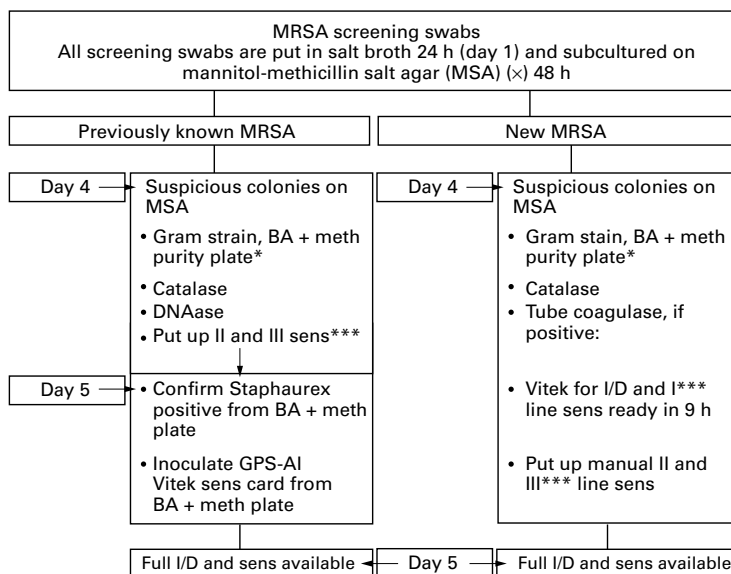 MRSA screening swabs
All screening swabs are put in salt broth 24 h (day 1) and subcultured on
mannitol-methicillin salt agar (MSA) (×) 48 h
Previously known MRSA
New MRSA
Day 4
Suspicious colonies on
MSA
• Gram strain, BA + meth
purity plate*
• Catalase
• DNAase
• Put up II and III sens***
Day 5
• Confirm Staphaurex
positive from BA + meth
plate
• Inoculate GPS-AI
Vitek sens card from
BA + meth plate
Full I/D and sens available
Day 4
Suspicious colonies on
MSA
• Gram stain, BA + meth
purity plate*
• Catalase
• Tube coagulase, if
positive:
• Vitek for I/D and I***
line sens ready in 9 h
• Put up manual II and
III*** line sens
Day 5
Full I/D and sens available